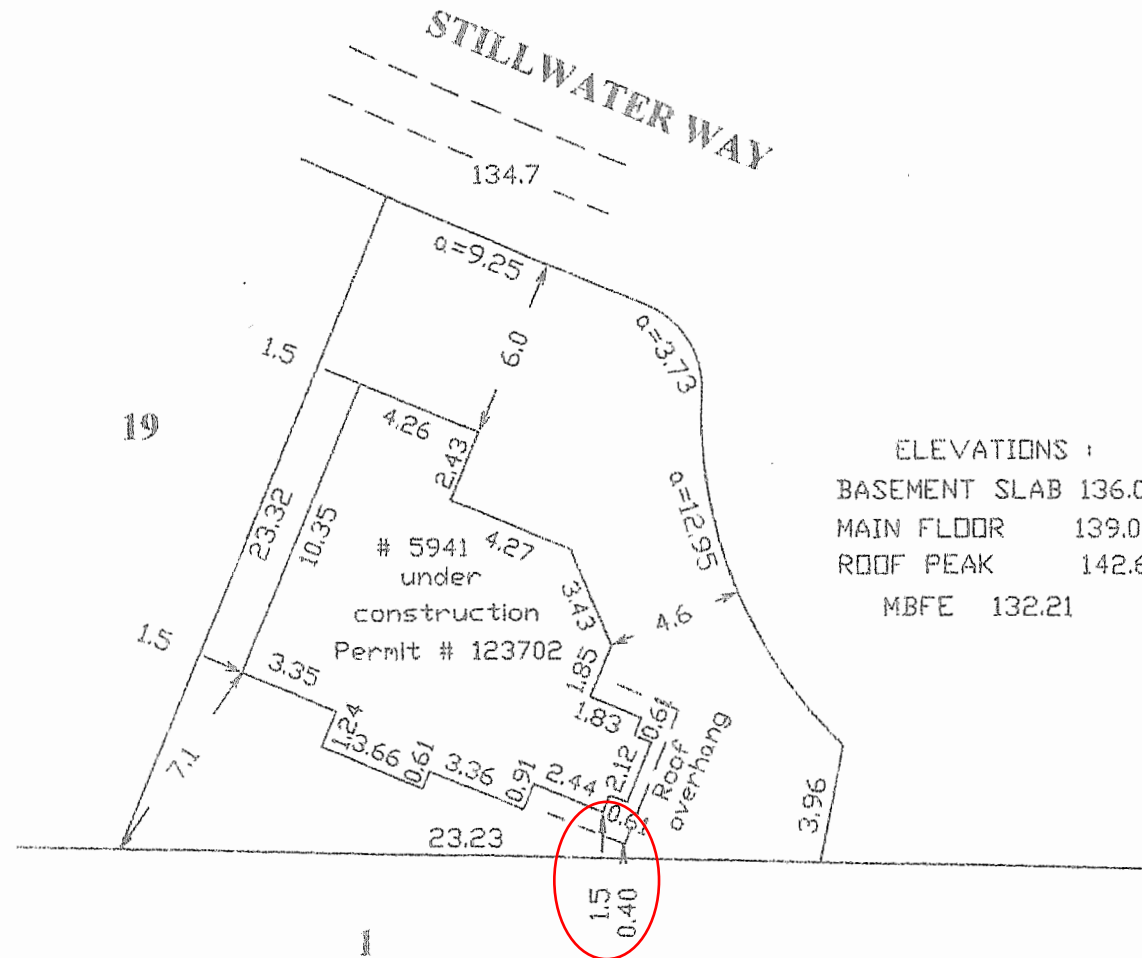 STILLWATER WAY
134.7
a=9.25
a=3.73
6.0
1.5
19
4.26
2.43
23.32
10.35
a=12.95
ELEVATIONS :
BASEMENT SLAB 136.0
MAIN FLOOR 139.0
ROOF PEAK 142.6
MBFE 132.21
# 5941
under
construction
Permit # 123702
4.27
3.43
4.6
1.5
3.35
1.85
1.83
0.61
1.24
3.66
0.61
3.36
0.91
2.44
2.12
0.61
Roof
overhang
7.1
3.96
23.23
1.5
0.40
1